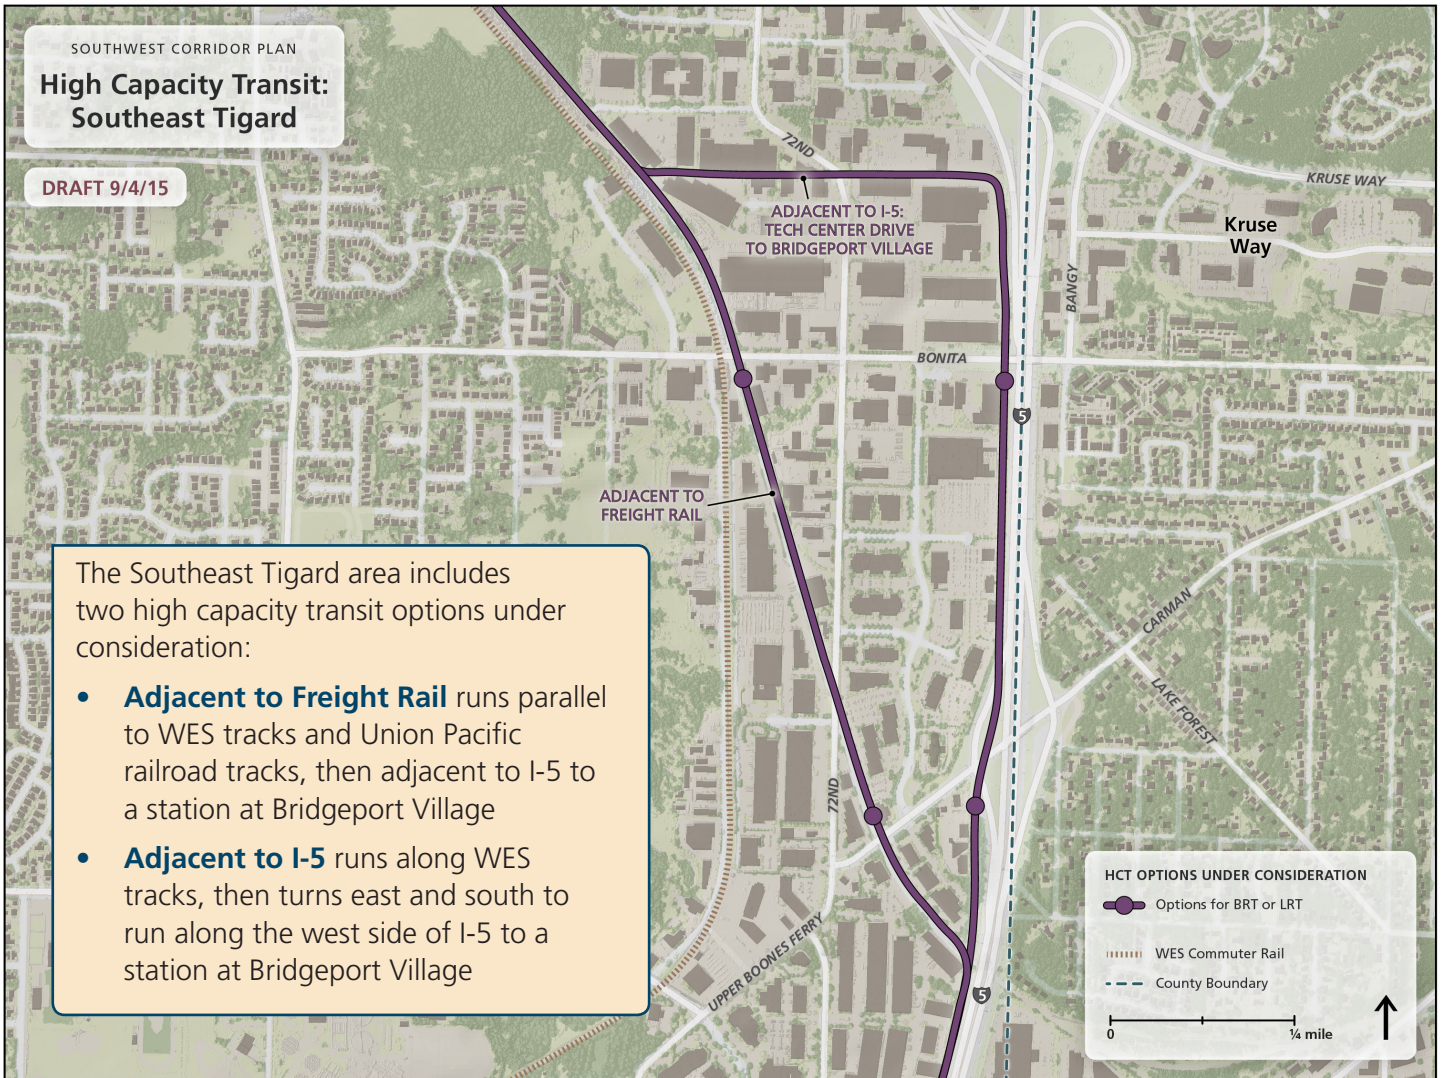 SOUTHWEST CORRIDOR PLAN
High Capacity Transit:
Southeast Tigard
DRAFT 9/4/15
72ND
KRUSE WAY
ADJACENT TO I-5:
TECH CENTER DRIVE
TO BRIDGEPORT VILLAGE
Kruse
Way
BANGY
BONITA
5
ADJACENT TO
FREIGHT RAIL
The Southeast Tigard area includes
two high capacity transit options under
consideration:
• Adjacent to Freight Rail runs parallel
to WES tracks and Union Pacific
railroad tracks, then adjacent to I-5 to
a station at Bridgeport Village
• Adjacent to I-5 runs along WES
tracks, then turns east and south to
run along the west side of I-5 to a
station at Bridgeport Village
CARMAN
LAKE FOREST
72ND
UPPER BOONES FERRY
5
HCT OPTIONS UNDER CONSIDERATION
Options for BRT or LRT
WES Commuter Rail
County Boundary
0 ¼ mile